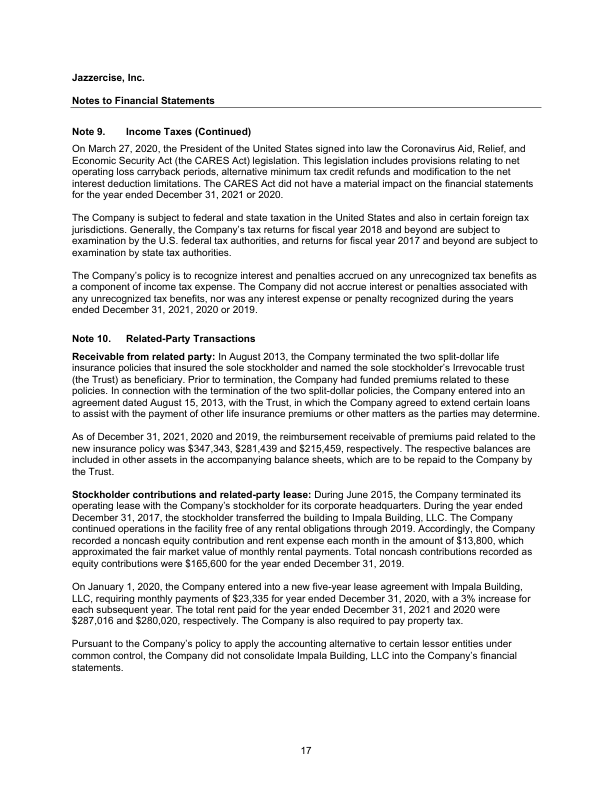 Jazzercise, Inc.
Notes to Financial Statements
Note 9. Income Taxes (Continued)
On March 27, 2020, the President of the United States signed into law the Coronavirus Aid, Relief, and
Economic Security Act (the CARES Act) legislation. This legislation includes provisions relating to net
operating loss carryback periods, alternative minimum tax credit refunds and modification to the net
interest deduction limitations. The CARES Act did not have a material impact on the financial statements
for the year ended December 31, 2021 or 2020.
The Company is subject to federal and state taxation in the United States and also in certain foreign tax
jurisdictions. Generally, the Company's tax returns for fiscal year 2018 and beyond are subject to
examination by the U.S. federal tax authorities, and returns for fiscal year 2017 and beyond are subject to
examination by state tax authorities.
The Company's policy is to recognize interest and penalties accrued on any unrecognized tax benefits as
a component of income tax expense. The Company did not accrue interest or penalties associated with
any unrecognized tax benefits, nor was any interest expense or penalty recognized during the years
ended December 31, 2021, 2020 or 2019.
Note 10. Related-Party Transactions
Receivable from related party: In August 2013, the Company terminated the two split-dollar life
insurance policies that insured the sole stockholder and named the sole stockholder's Irrevocable trust
(the Trust) as beneficiary. Prior to termination, the Company had funded premiums related to these
policies. In connection with the termination of the two split-dollar policies, the Company entered into an
agreement dated August 15, 2013, with the Trust, in which the Company agreed to extend certain loans
to assist with the payment of other life insurance premiums or other matters as the parties may determine.
As of December 31, 2021, 2020 and 2019, the reimbursement receivable of premiums paid related to the
new insurance policy was $347,343, $281,439 and $215,459, respectively. The respective balances are
included in other assets in the accompanying balance sheets, which are to be repaid to the Company by
the Trust.
Stockholder contributions and related-party lease: During June 2015, the Company terminated its
operating lease with the Company's stockholder for its corporate headquarters. During the year ended
December 31, 2017, the stockholder transferred the building to Impala Building, LLC. The Company
continued operations in the facility free of any rental obligations through 2019. Accordingly, the Company
recorded a noncash equity contribution and rent expense each month in the amount of $13,800, which
approximated the fair market value of monthly rental payments. Total noncash contributions recorded as
equity contributions were $165,600 for the year ended December 31, 2019.
On January 1, 2020, the Company entered into a new five-year lease agreement with Impala Building,
LLC, requiring monthly payments of $23,335 for year ended December 31, 2020, with a 3% increase for
each subsequent year. The total rent paid for the year ended December 31, 2021 and 2020 were
$287,016 and $280,020, respectively. The Company is also required to pay property tax.
Pursuant to the Company's policy to apply the accounting alternative to certain lessor entities under
common control, the Company did not consolidate Impala Building, LLC into the Company's financial
statements.
17